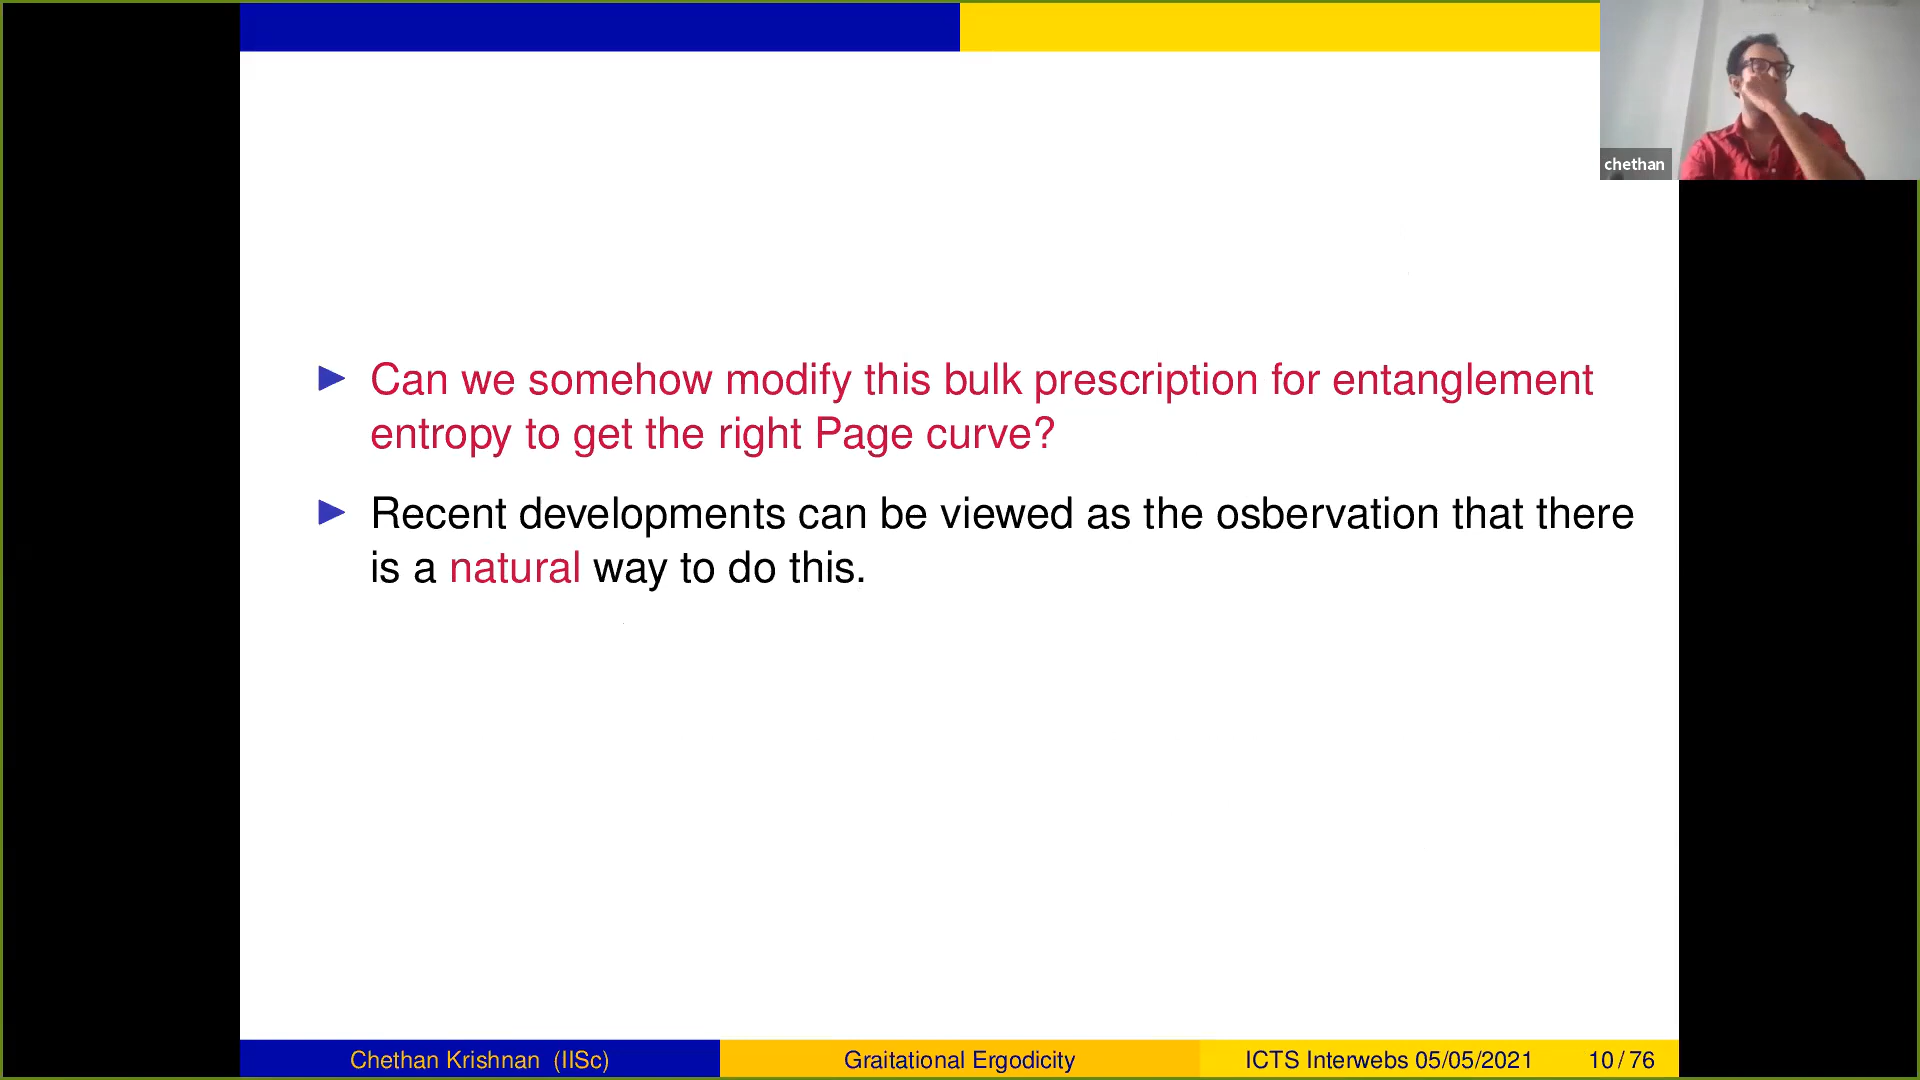 chethan
Can we somehow modify this bulk prescription for entanglement
entropy to get the right Page curve?
Recent developments can be viewed as the osbervation that there
is a natural way to do this.
Chethan Krishnan (IISc)
Graitational Ergodicity
ICTS Interwebs 05/05/2021
10 / 76